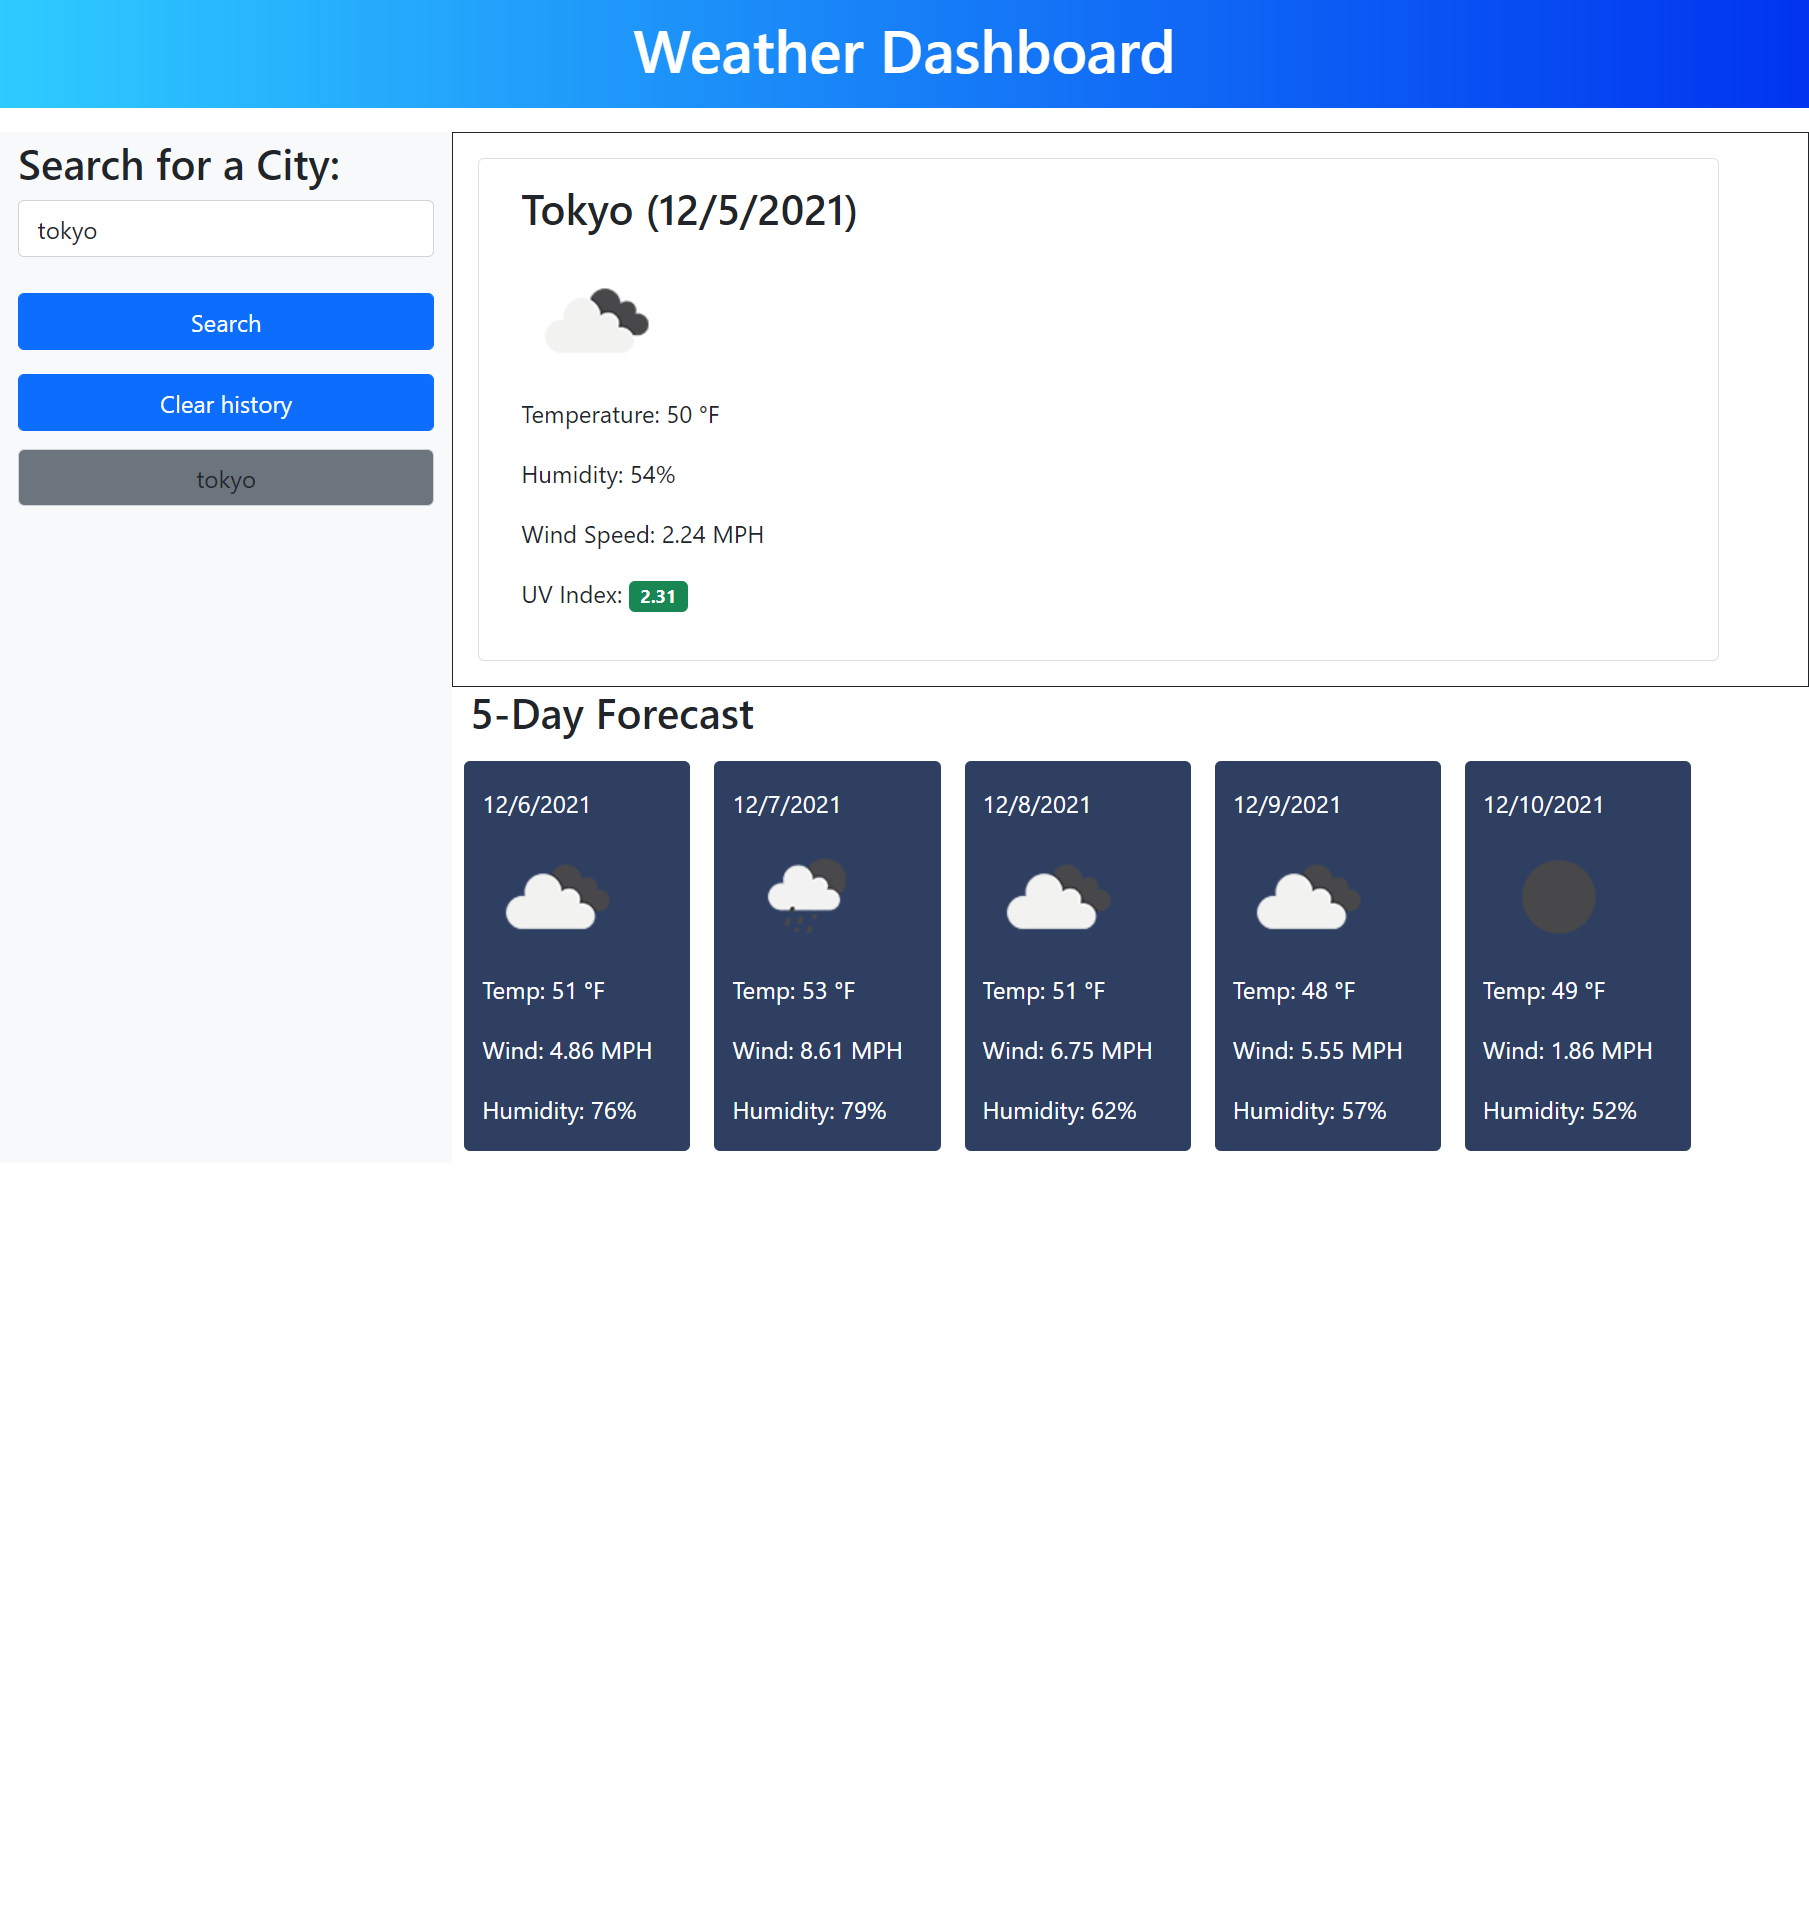 Weather Dashboard
Search for a City:
tokyo
Search
Clear history
tokyo
Tokyo (12/5/2021)
Temperature: 50 °F
Humidity: 54%
Wind Speed: 2.24 MPH
UV Index: 2.31
5-Day Forecast
12/6/2021
Temp: 51 °F
Wind: 4.86 MPH
Humidity: 76%
12/7/2021
Temp: 53 °F
Wind: 8.61 MPH
Humidity: 79%
12/8/2021
Temp: 51 °F
Wind: 6.75 MPH
Humidity: 62%
12/9/2021
Temp: 48 °F
Wind: 5.55 MPH
Humidity: 57%
12/10/2021
Temp: 49 °F
Wind: 1.86 MPH
Humidity: 52%